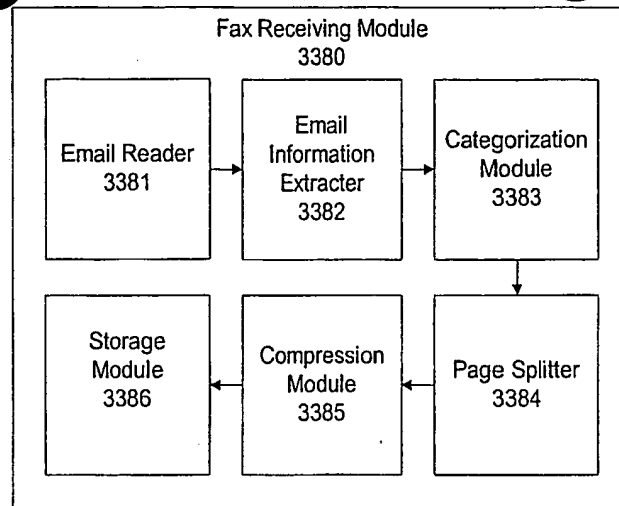 Fax Receiving Module
3380
Email Reader
3381
Email
Information
Extracter
3382
Categorization
Module
3383
Storage
Module
3386
Compression
Module
3385
Page Splitter
3384